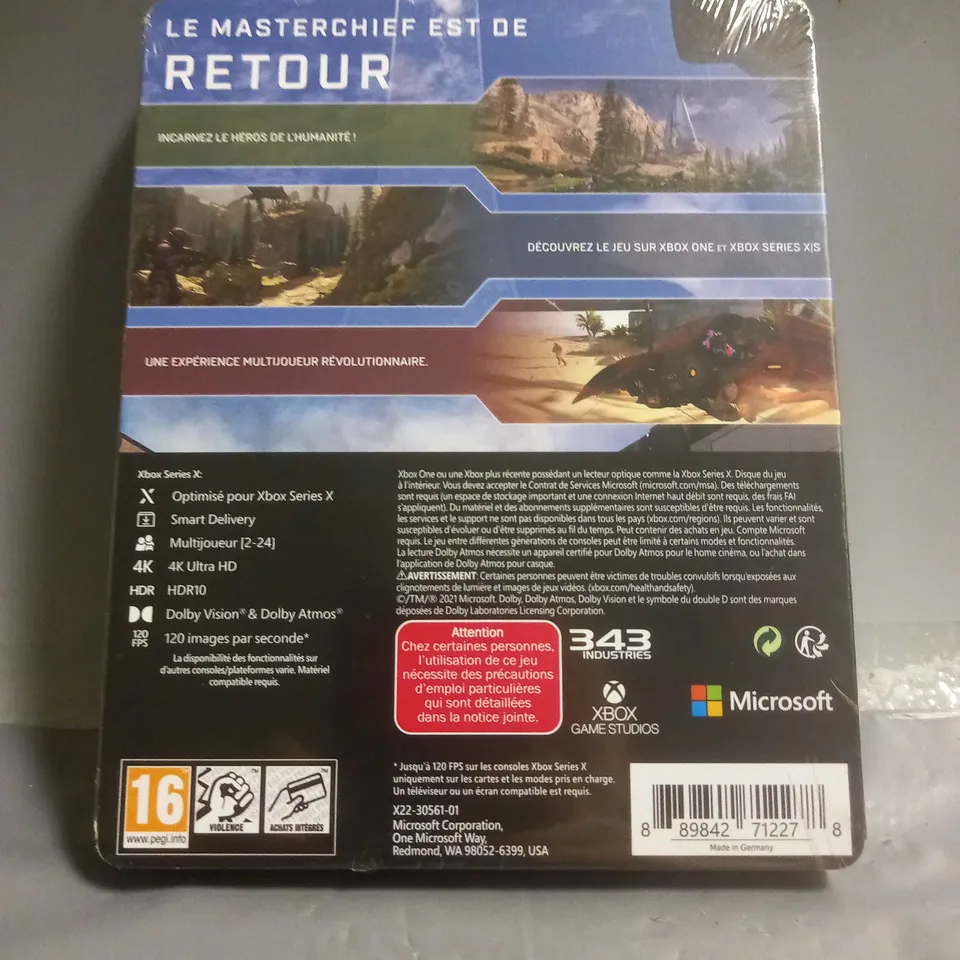 LE MASTERCHIEF EST DE
RETOUR
INCARNEZ LE HÉROS DE L'HUMANITÉ !
DÉCOUVREZ LE JEU SUR XBOX ONE ET XBOX SERIES X|S
UNE EXPÉRIENCE MULTIJOUEUR RÉVOLUTIONNAIRE.
Xbox Series X:
Optimisé pour Xbox Series X
Smart Delivery
Multijoueur [2-24]
4K 4K Ultra HD
HDR HDR10
Dolby Vision® & Dolby Atmos®
120 FPS 120 images par seconde*
La disponibilité des fonctionnalités sur
d'autres consoles/plateformes varie. Matériel
compatible requis.
Xbox One ou une Xbox plus récente possédant un lecteur optique comme la Xbox Series X. Disque du jeu
à l'intérieur. Vous devez accepter le Contrat de Services Microsoft (microsoft.com/msa). Des téléchargements
sont requis (un espace de stockage important et une connexion Internet haut débit sont requis, des frais FAI
s'appliquent). Du matériel et des abonnements supplémentaires sont susceptibles d'être requis. Les fonctionnalités,
les services et le support ne sont pas disponibles dans tous les pays (xbox.com/regions). Ils peuvent varier et sont
susceptibles d'évoluer ou d'être supprimés au fil du temps. Peut contenir des achats en jeu. Compte Microsoft
requis. Le jeu entre différentes générations de consoles peut être limité à certains modes et fonctionnalités.
La lecture Dolby Atmos nécessite un appareil certifié pour Dolby Atmos pour le home cinéma, ou l'achat dans
l'application de Dolby Atmos pour casque.
⚠AVERTISSEMENT: Certaines personnes peuvent être victimes de troubles convulsifs lorsqu'exposées aux
clignotements de lumière et images de jeux vidéos. (xbox.com/healthandsafety).
©/TM/® 2021 Microsoft. Dolby, Dolby Atmos, Dolby Vision et le symbole du double D sont des marques
déposées de Dolby Laboratories Licensing Corporation.
Attention
Chez certaines personnes,
l'utilisation de ce jeu
nécessite des précautions
d'emploi particulières
qui sont détaillées
dans la notice jointe.
343
INDUSTRIES
XBOX
GAME STUDIOS
Microsoft
16
www.pegi.info
VIOLENCE
ACHATS INTÉGRÉS
* Jusqu'à 120 FPS sur les consoles Xbox Series X
uniquement sur les cartes et les modes pris en charge.
Un téléviseur ou un écran compatible est requis.
X22-30561-01
Microsoft Corporation,
One Microsoft Way,
Redmond, WA 98052-6399, USA
8 89842 71227 8
Made in Germany